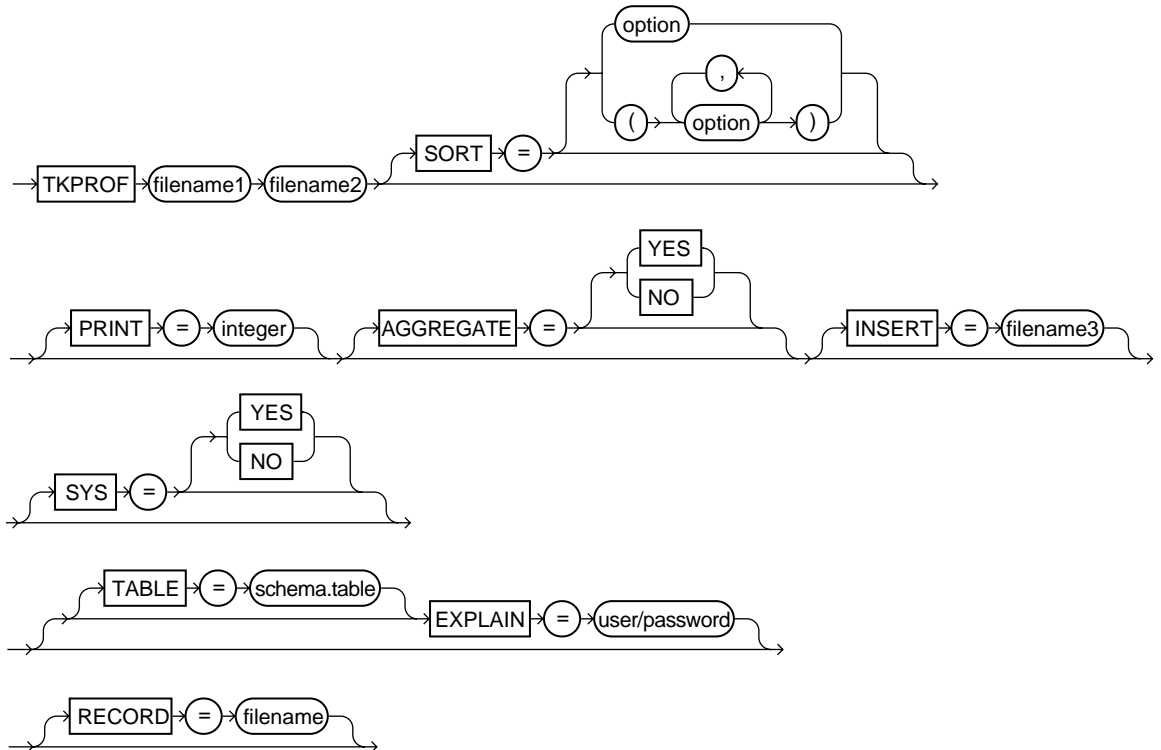 option
,
( option )
SORT =
TKPROF filename1 filename2
YES
NO
PRINT = integer AGGREGATE = INSERT = filename3
YES
NO
SYS =
TABLE = schema.table
EXPLAIN = user/password
RECORD = filename